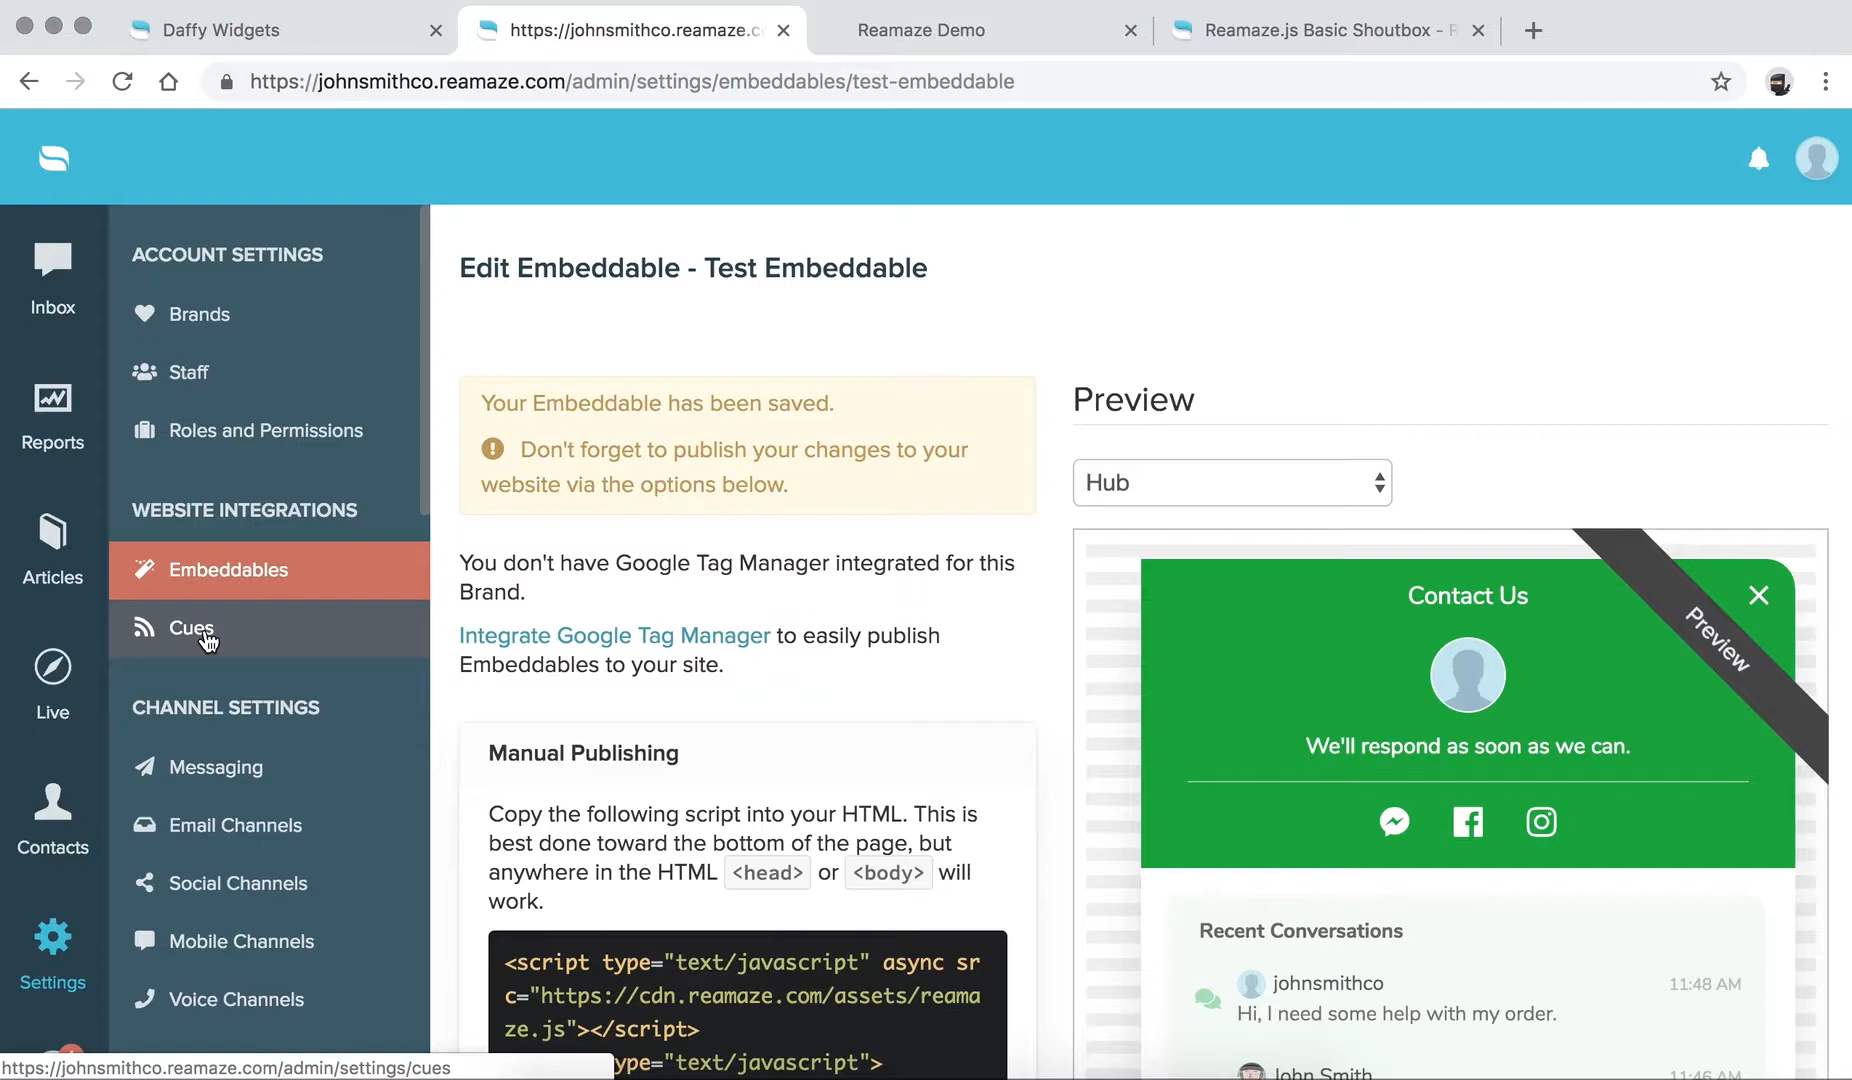 Daffy Widgets
https://johnsmithco.reamaze.c
Reamaze Demo
Reamaze.js Basic Shoutbox -
https://johnsmithco.reamaze.com/admin/settings/embeddables/test-embeddable
Inbox
Reports
Articles
Live
Contacts
Settings
ACCOUNT SETTINGS
Brands
Staff
Roles and Permissions
WEBSITE INTEGRATIONS
Embeddables
Cues
CHANNEL SETTINGS
Messaging
Email Channels
Social Channels
Mobile Channels
Voice Channels
Edit Embeddable - Test Embeddable
Your Embeddable has been saved.
Don't forget to publish your changes to your
website via the options below.
You don't have Google Tag Manager integrated for this
Brand.
Integrate Google Tag Manager to easily publish
Embeddables to your site.
Manual Publishing
Copy the following script into your HTML. This is
best done toward the bottom of the page, but
anywhere in the HTML <head> or <body> will
work.
<script type="text/javascript" async sr
c="https://cdn.reamaze.com/assets/reama
ze.js"></script>
ype="text/javascript">
Preview
Hub
Contact Us
Preview
We'll respond as soon as we can.
Recent Conversations
johnsmithco
11:48 AM
Hi, I need some help with my order.
John Smith
11:46 AM
https://johnsmithco.reamaze.com/admin/settings/cues